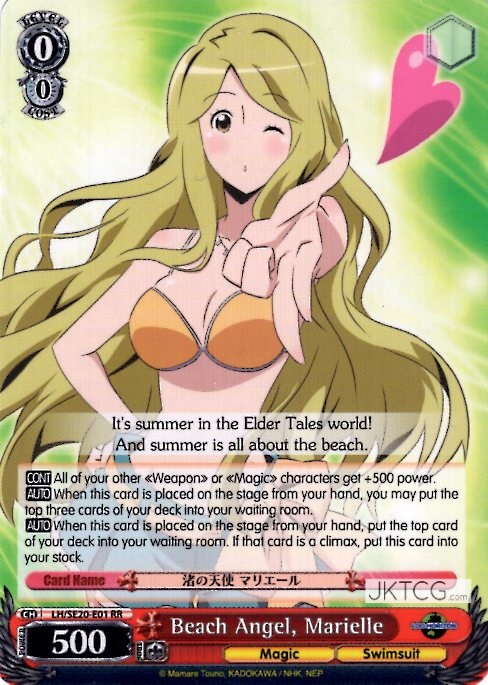 LEVEL
0
0
COST
It's summer in the Elder Tales world!
And summer is all about the beach.
CONT All of your other «Weapon» or «Magic» characters get +500 power.
AUTO When this card is placed on the stage from your hand, you may put the
top three cards of your deck into your waiting room.
AUTO When this card is placed on the stage from your hand, put the top card
of your deck into your waiting room. If that card is a climax, put this card into
your stock.
Card Name 渚の天使 マリエール
JKTCG.com
CH LH/SE20-E01 RR
POWER 500
Beach Angel, Marielle
Magic Swimsuit
© Mamare Touno, KADOKAWA / NHK, NEP